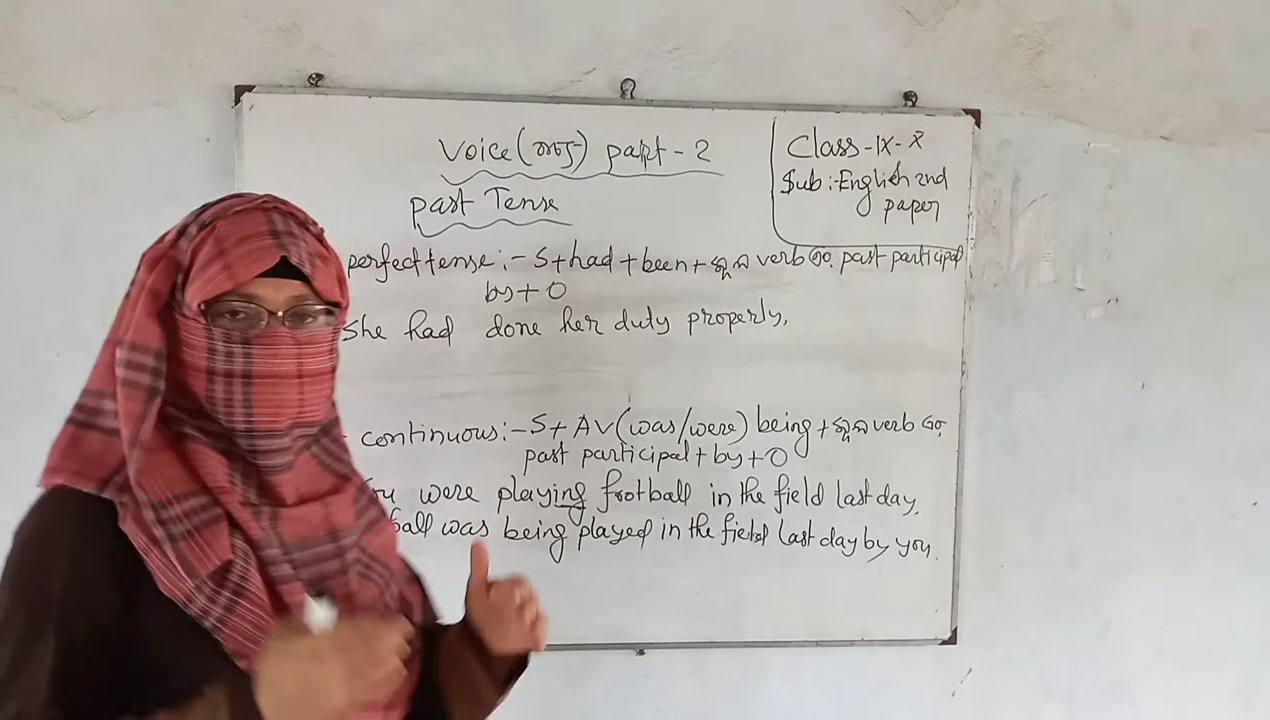 Voice (বাচ্য) part - 2
Class - IX - X
Sub :- English 2nd
paper
past Tense
perfect tense :- S + had + been + মূল verb এর past participal
by + O
She had done her duty properly,
continuous :- S + AV (was/were) being + মূল verb এর
past participal + by + O
were playing football in the field last day.
ball was being played in the field last day by you.